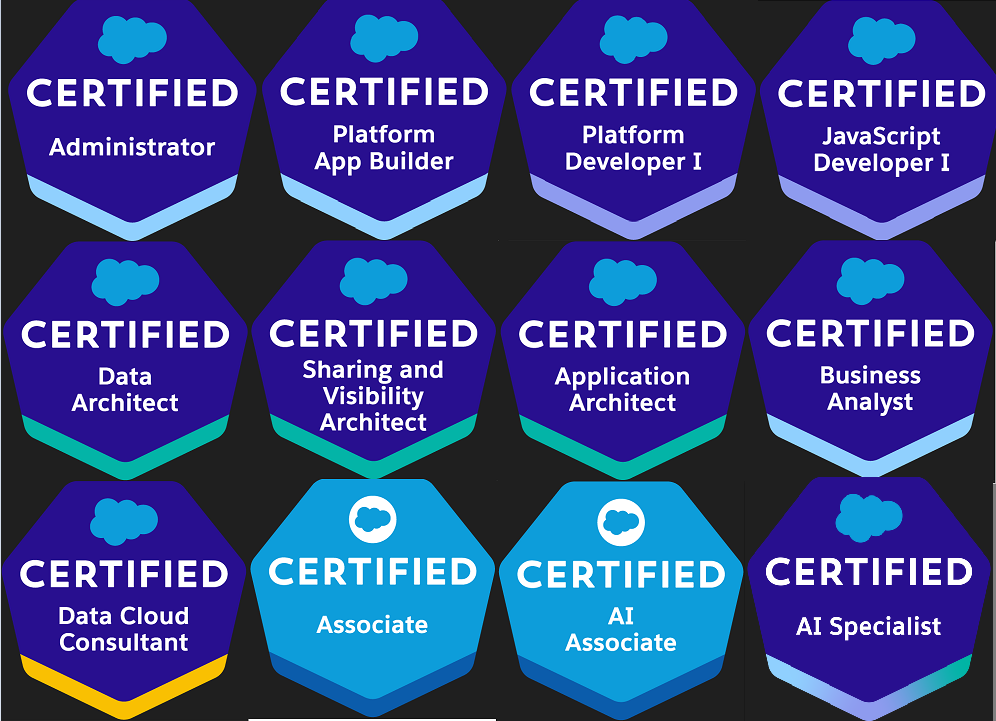 CERTIFIED
Administrator
CERTIFIED
Platform
App Builder
CERTIFIED
Platform
Developer I
CERTIFIED
JavaScript
Developer I
CERTIFIED
Data
Architect
CERTIFIED
Sharing and
Visibility
Architect
CERTIFIED
Application
Architect
CERTIFIED
Business
Analyst
CERTIFIED
Data Cloud
Consultant
CERTIFIED
Associate
CERTIFIED
AI
Associate
CERTIFIED
AI Specialist